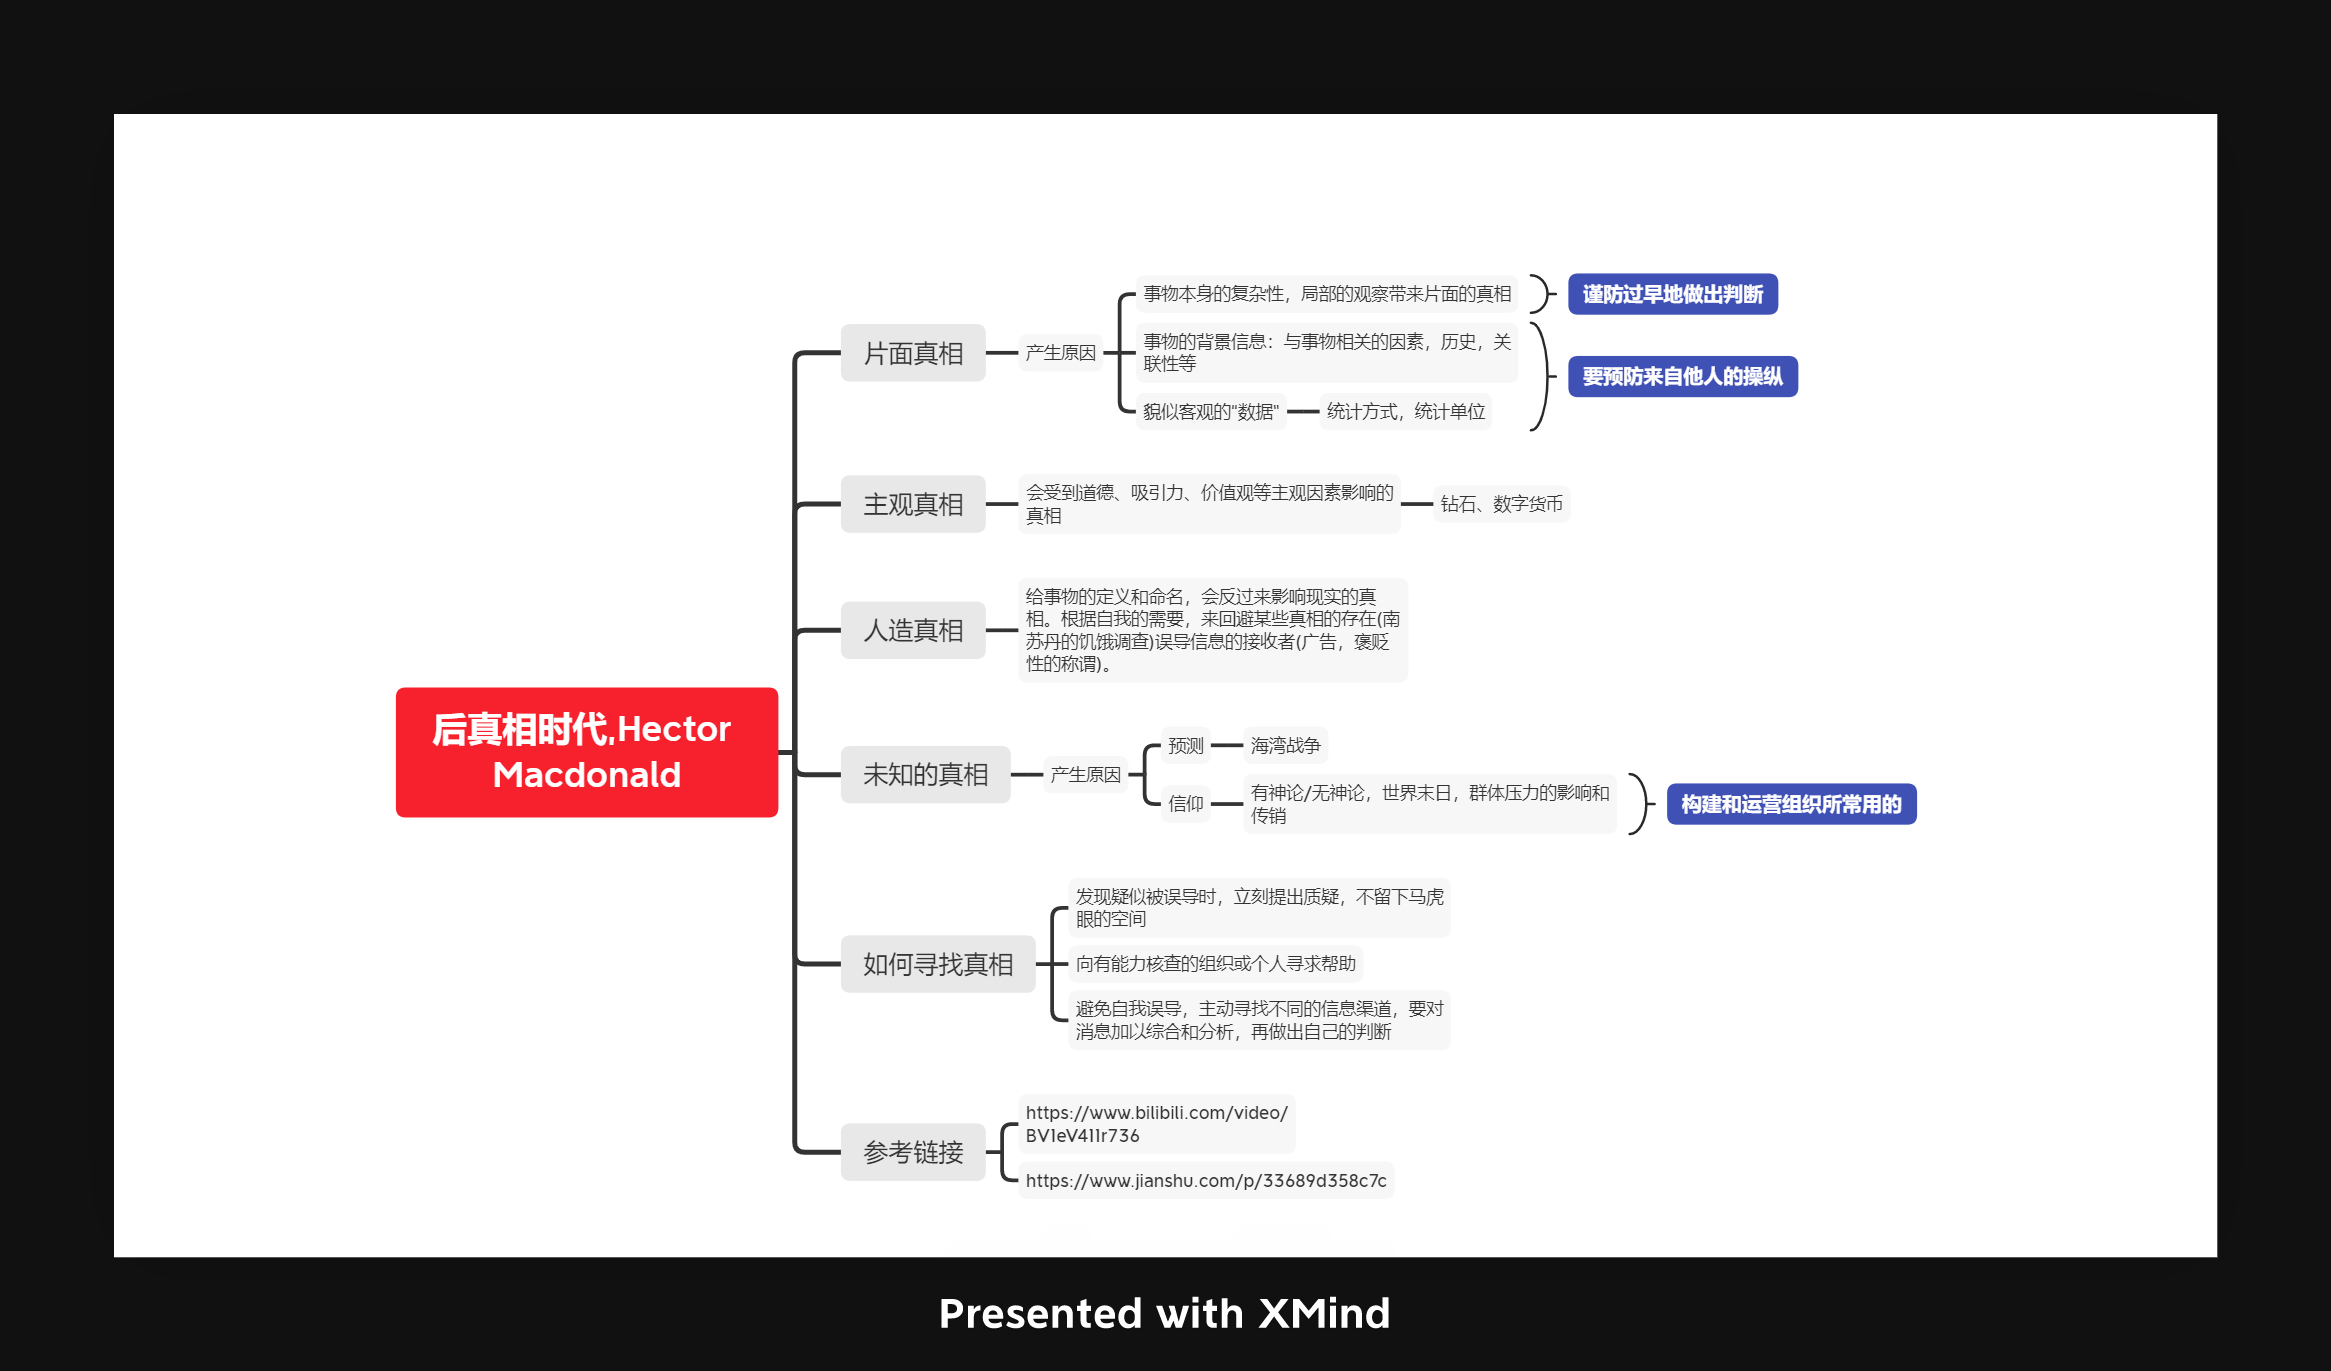 后真相时代,Hector
Macdonald
片面真相
产生原因
事物本身的复杂性，局部的观察带来片面的真相
谨防过早地做出判断
事物的背景信息：与事物相关的因素，历史，关
联性等
貌似客观的"数据"
统计方式，统计单位
要预防来自他人的操纵
主观真相
会受到道德、吸引力、价值观等主观因素影响的
真相
钻石、数字货币
人造真相
给事物的定义和命名，会反过来影响现实的真
相。根据自我的需要，来回避某些真相的存在(南
苏丹的饥饿调查)误导信息的接收者(广告，褒贬
性的称谓)。
未知的真相
产生原因
预测
海湾战争
信仰
有神论/无神论，世界末日，群体压力的影响和
传销
构建和运营组织所常用的
如何寻找真相
发现疑似被误导时，立刻提出质疑，不留下马虎
眼的空间
向有能力核查的组织或个人寻求帮助
避免自我误导，主动寻找不同的信息渠道，要对
消息加以综合和分析，再做出自己的判断
参考链接
https://www.bilibili.com/video/
BV1eV411r736
https://www.jianshu.com/p/33689d358c7c
Presented with XMind